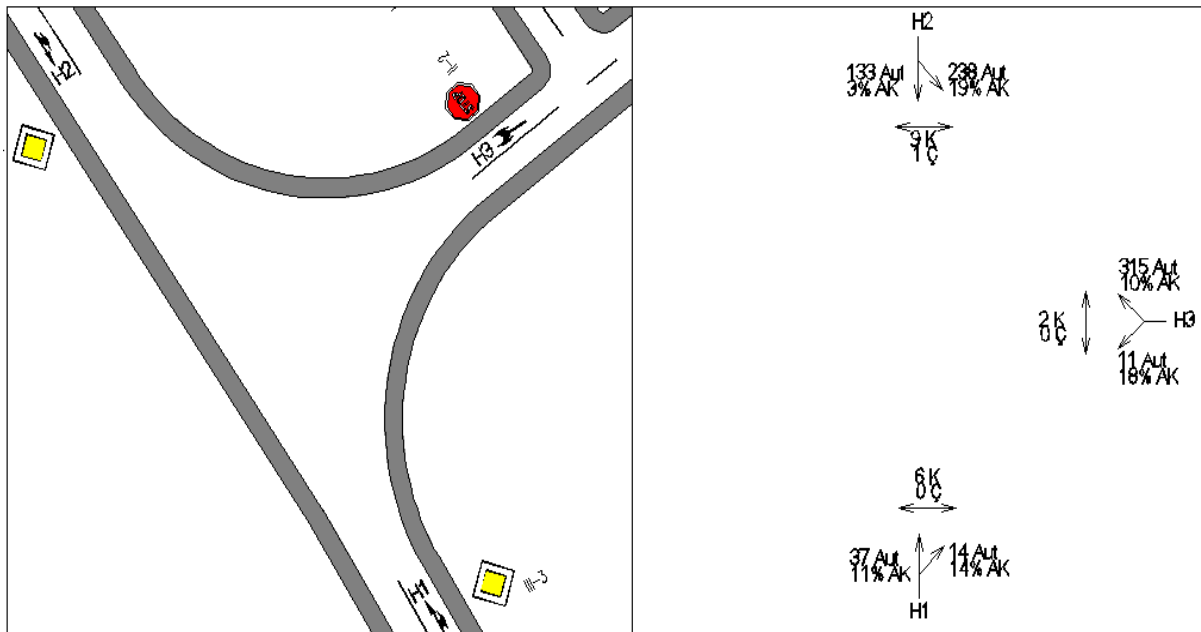 H2
II-2
H3
H1
III-3
H2
133 Aut
3% AK
238 Aut
19% AK
9 K
1 Ç
315 Aut
10% AK
2 K
0 Ç
H3
11 Aut
18% AK
6 K
0 Ç
37 Aut
11% AK
14 Aut
14% AK
H1